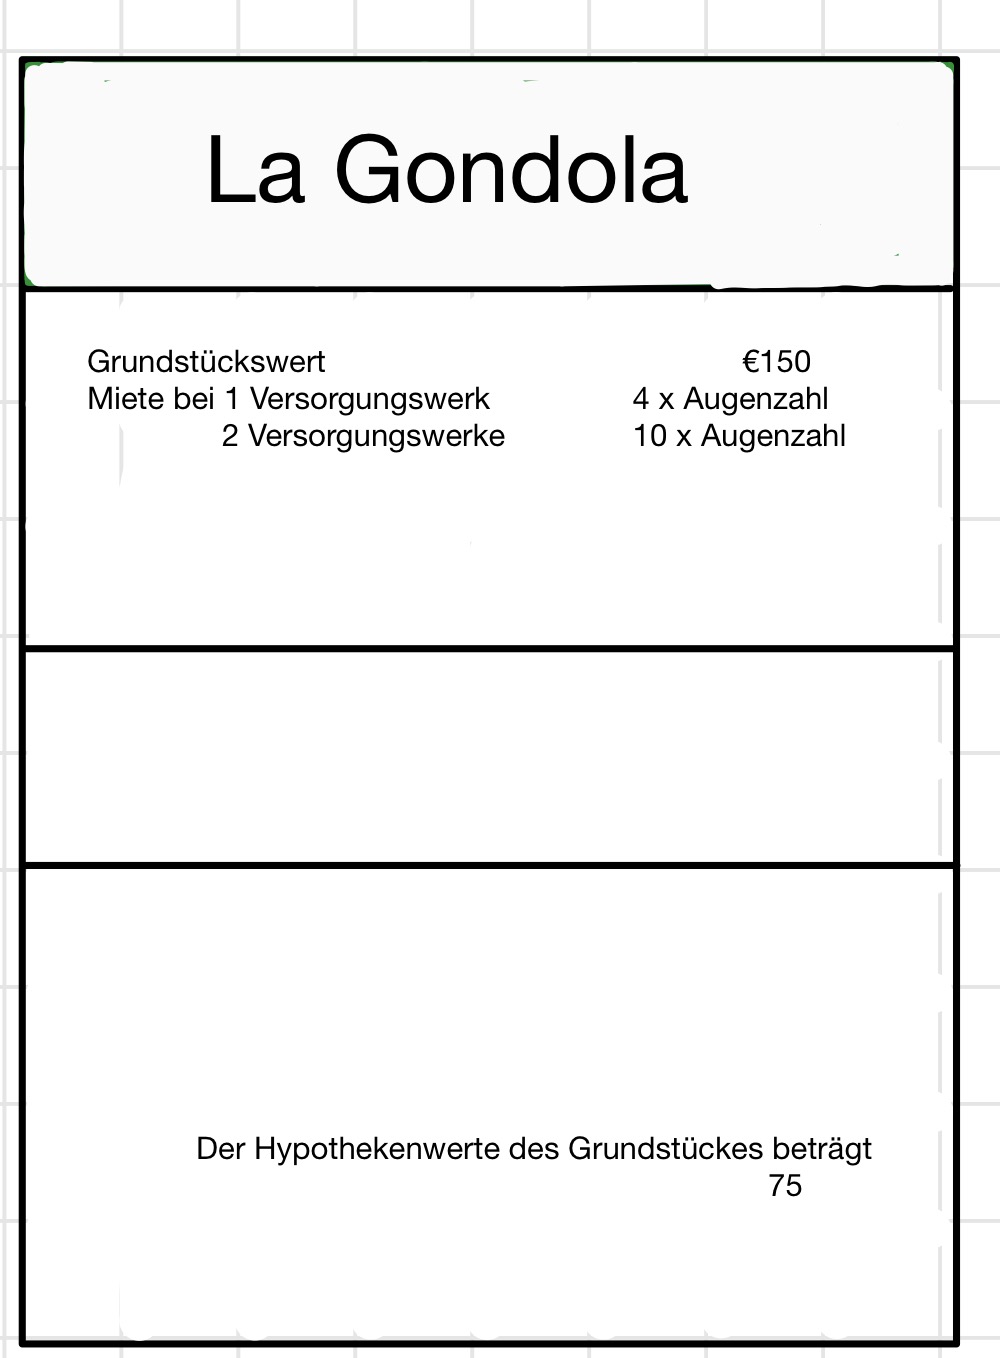 La Gondola
Grundstückswert €150
Miete bei 1 Versorgungswerk 4 x Augenzahl
2 Versorgungswerke 10 x Augenzahl
Der Hypothekenwerte des Grundstückes beträgt
75